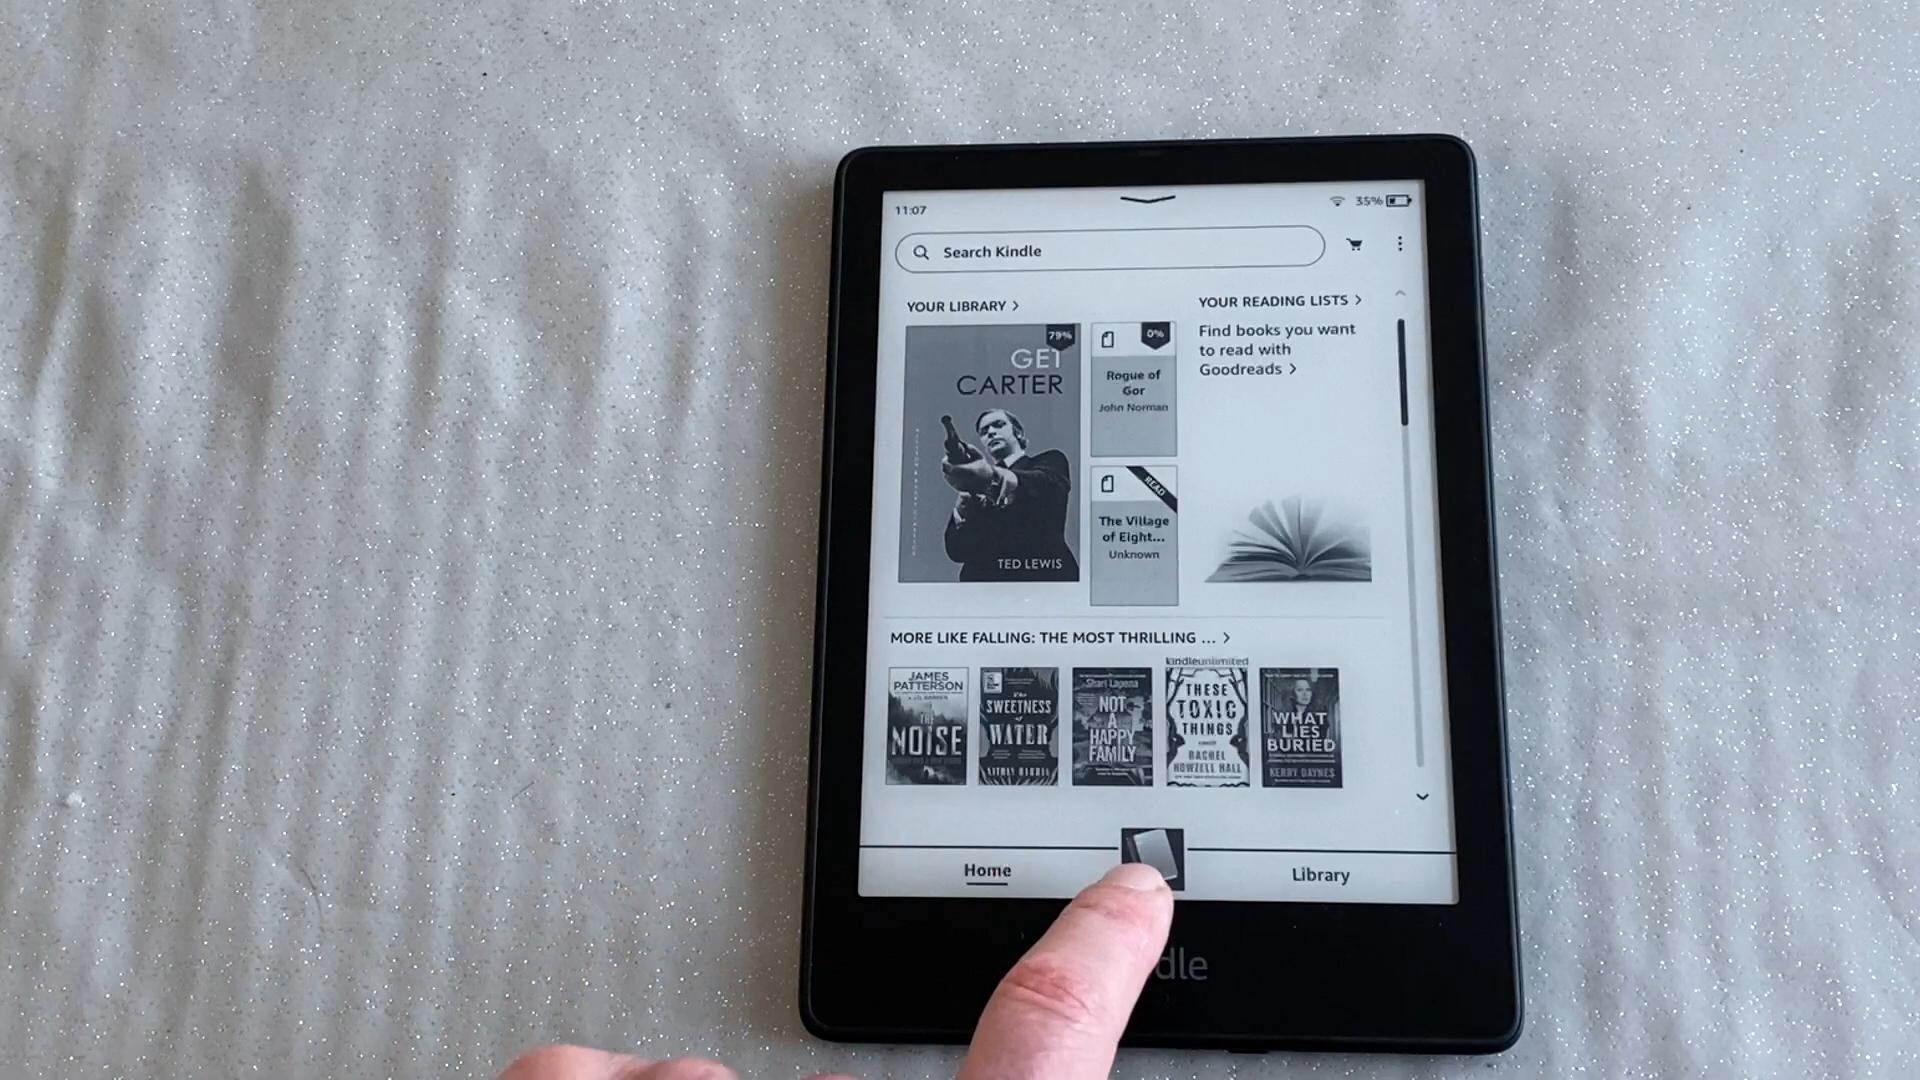 11:07
35%
Search Kindle
YOUR LIBRARY
79%
GET
CARTER
TED LEWIS
0%
Rogue of
Gor
John Norman
READ
The Village
of Eight...
Unknown
YOUR READING LISTS
Find books you want
to read with
Goodreads
MORE LIKE FALLING: THE MOST THRILLING ...
JAMES
PATTERSON
THE
NOISE
The
SWEETNESS
of
WATER
Shari Lapena
NOT
A
HAPPY
FAMILY
kindleunlimited
THESE
TOXIC
THINGS
RACHEL
HOWZELL HALL
WHAT
LIES
BURIED
KERRY DAYNES
Home
Library
dle